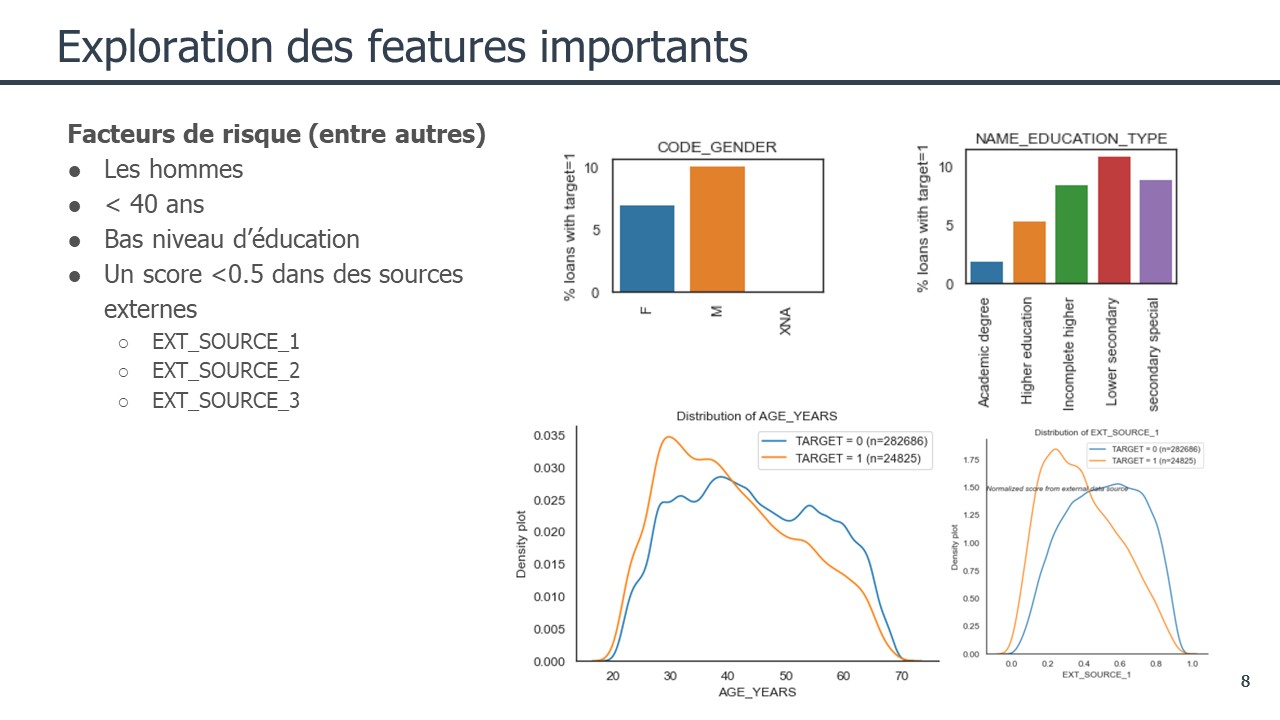 Exploration des features importants
Facteurs de risque (entre autres)
● Les hommes
● < 40 ans
● Bas niveau d’éducation
● Un score <0.5 dans des sources
externes
○ EXT_SOURCE_1
○ EXT_SOURCE_2
○ EXT_SOURCE_3
CODE_GENDER
% loans with target=1
10
5
0
F
M
XNA
NAME_EDUCATION_TYPE
% loans with target=1
10
5
0
Academic degree
Higher education
Incomplete higher
Lower secondary
secondary special
Distribution of AGE_YEARS
TARGET = 0 (n=282686)
TARGET = 1 (n=24825)
Density plot
0.035
0.030
0.025
0.020
0.015
0.010
0.005
0.000
20 30 40 50 60 70
AGE_YEARS
Distribution of EXT_SOURCE_1
TARGET = 0 (n=282686)
TARGET = 1 (n=24825)
Normalized score from external data source
Density plot
1.75
1.50
1.25
1.00
0.75
0.50
0.25
0.00
0.0 0.2 0.4 0.6 0.8 1.0
EXT_SOURCE_1
8